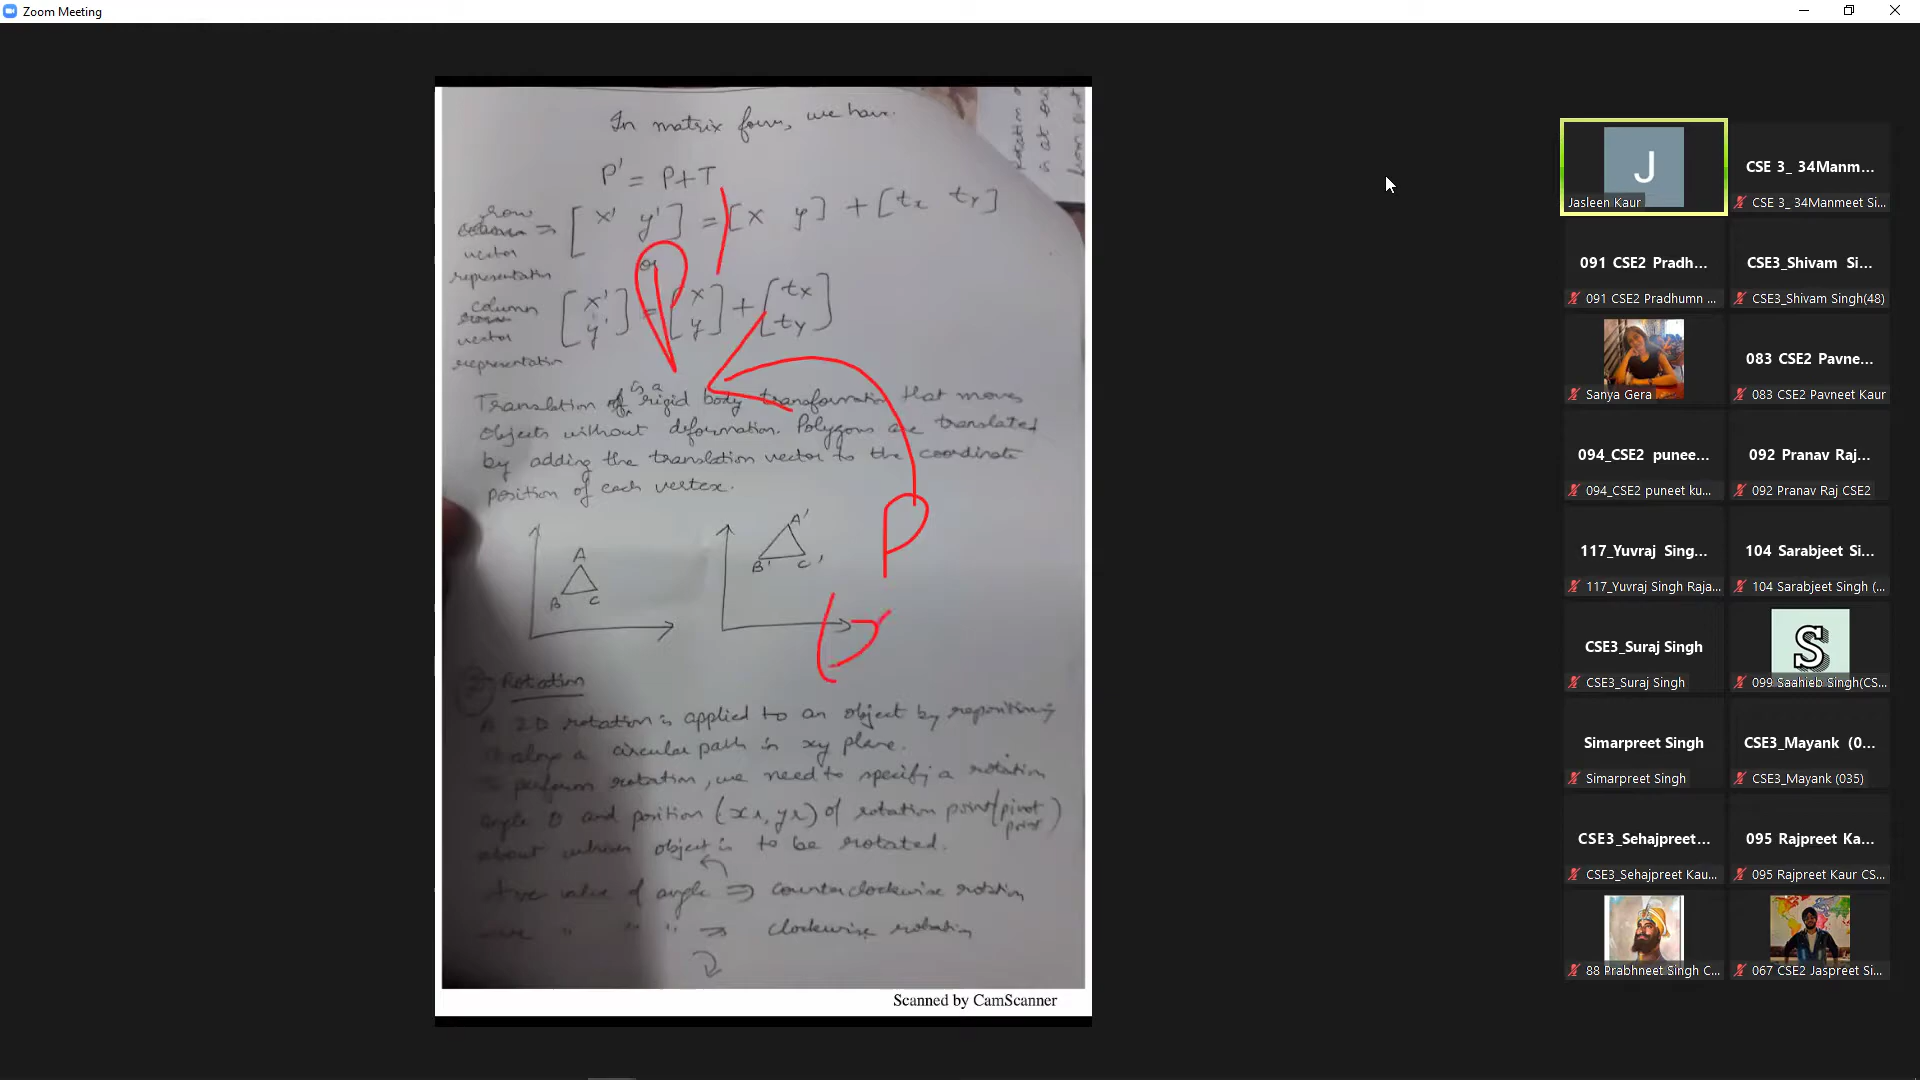 Zoom Meeting
In matrix form, we have.
P' = P+T
row
vector
representation
⇒ [x' y'] = [x y] + [tx ty]
or
column
vector
representation
[x' y'] = [x y] + [tx ty]
Translation is a rigid body transformation that moves
objects without deformation. Polygons are translated
by adding the translation vector to the coordinate
position of each vertex.
A
B
C
A'
B'
C'
P
Rotation
A 2D rotation is applied to an object by repositioning
along a circular path in xy plane.
perform rotation, we need to specify a rotation
angle θ and position (xr, yr) of rotation point (pivot
point)
about which object is to be rotated.
+ve value of angle ⇒ counterclockwise rotation
-ve " " " ⇒ clockwise rotation
Scanned by CamScanner
J
Jasleen Kaur
CSE 3_ 34Manm...
CSE 3_ 34Manmeet Si...
091 CSE2 Pradh...
091 CSE2 Pradhumn ...
CSE3_Shivam Si...
CSE3_Shivam Singh(48)
Sanya Gera
083 CSE2 Pavne...
083 CSE2 Pavneet Kaur
094_CSE2 punee...
094_CSE2 puneet ku...
092 Pranav Raj...
092 Pranav Raj CSE2
117_Yuvraj Sing...
117_Yuvraj Singh Raja...
104 Sarabjeet Si...
104 Sarabjeet Singh (...
CSE3_Suraj Singh
CSE3_Suraj Singh
S
099 Saahieb Singh(CS...
Simarpreet Singh
Simarpreet Singh
CSE3_Mayank (0...
CSE3_Mayank (035)
CSE3_Sehajpreet...
CSE3_Sehajpreet Kau...
095 Rajpreet Ka...
095 Rajpreet Kaur CS...
88 Prabhneet Singh C...
067 CSE2 Jaspreet Si...